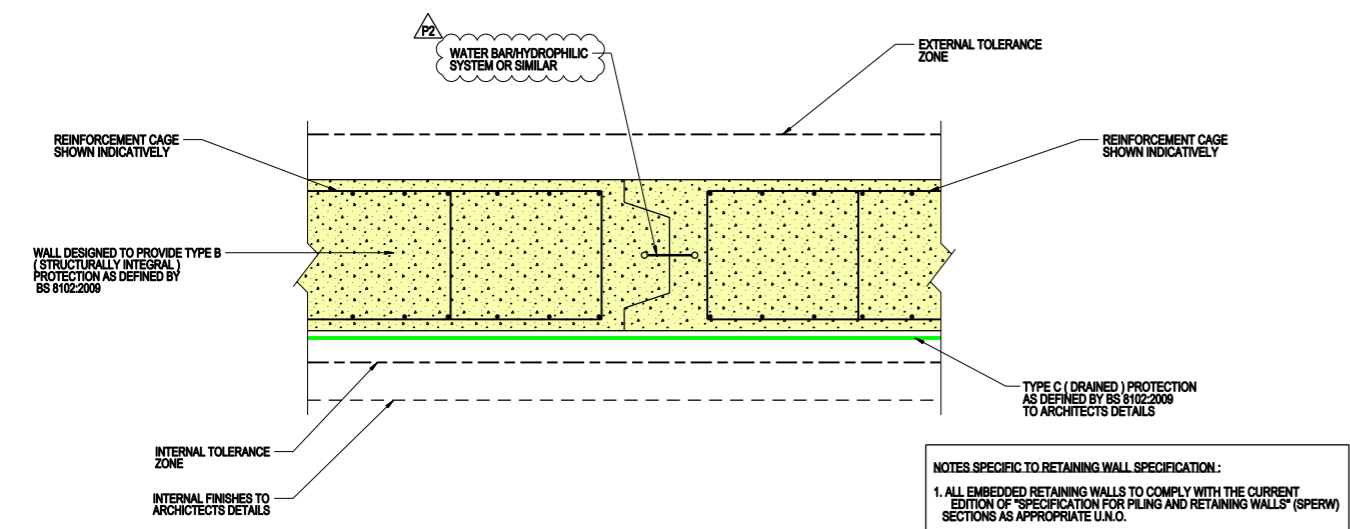 P2
WATER BAR/HYDROPHILIC
SYSTEM OR SIMILAR
EXTERNAL TOLERANCE
ZONE
REINFORCEMENT CAGE
SHOWN INDICATIVELY
REINFORCEMENT CAGE
SHOWN INDICATIVELY
WALL DESIGNED TO PROVIDE TYPE B
( STRUCTURALLY INTEGRAL )
PROTECTION AS DEFINED BY
BS 8102:2009
TYPE C ( DRAINED ) PROTECTION
AS DEFINED BY BS 8102:2009
TO ARCHITECTS DETAILS
INTERNAL TOLERANCE
ZONE
INTERNAL FINISHES TO
ARCHICTECTS DETAILS
NOTES SPECIFIC TO RETAINING WALL SPECIFICATION :
1. ALL EMBEDDED RETAINING WALLS TO COMPLY WITH THE CURRENT
EDITION OF "SPECIFICATION FOR PILING AND RETAINING WALLS" (SPERW)
SECTIONS AS APPROPRIATE U.N.O.